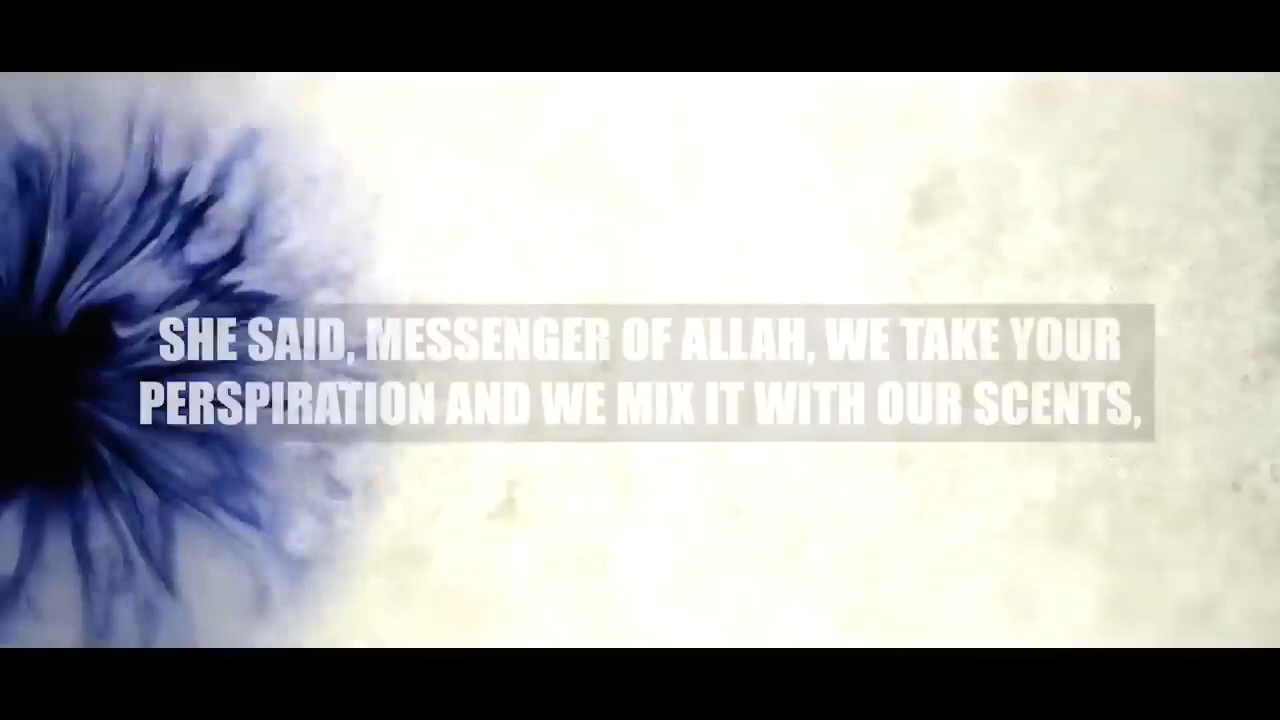 SHE SAID, MESSENGER OF ALLAH, WE TAKE YOUR
PERSPIRATION AND WE MIX IT WITH OUR SCENTS,